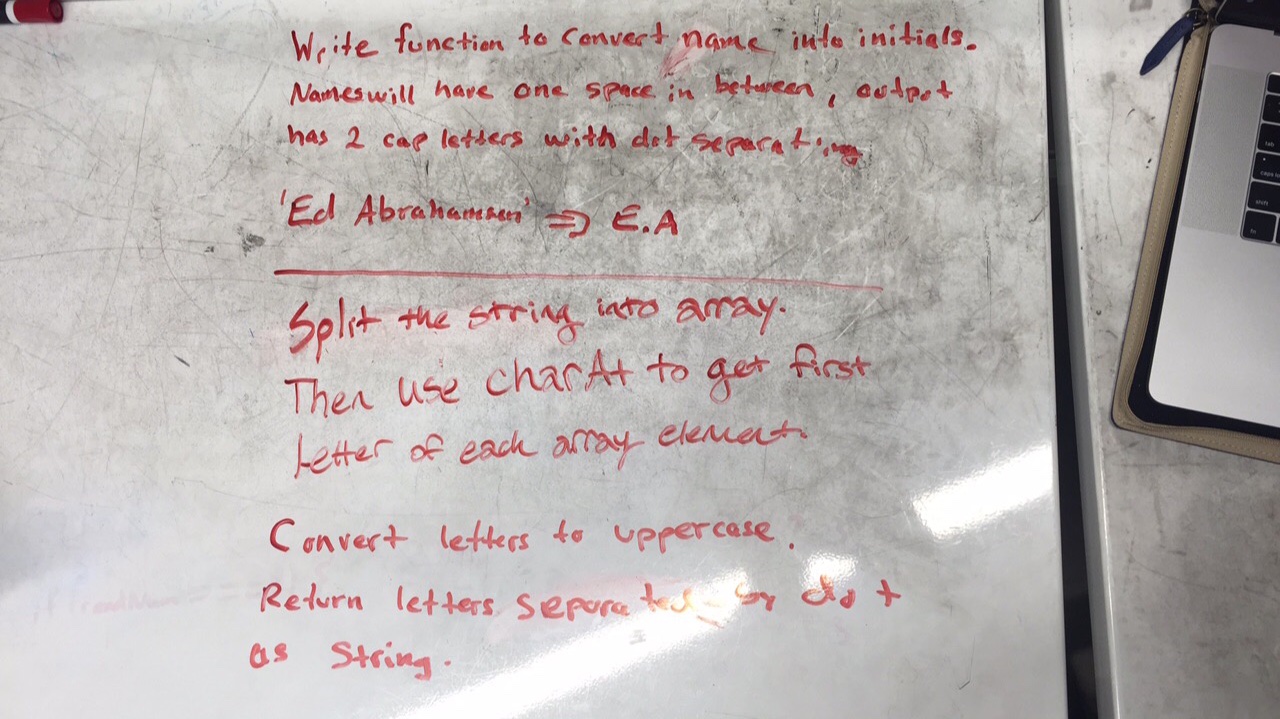 Write function to convert name into initials.
Names will have one space in between, output
has 2 cap letters with dot separating
'Ed Abrahamsen' => E.A
Split the string into array.
Then use charAt to get first
letter of each array element.
Convert letters to uppercase.
Return letters separated by dot
as String.